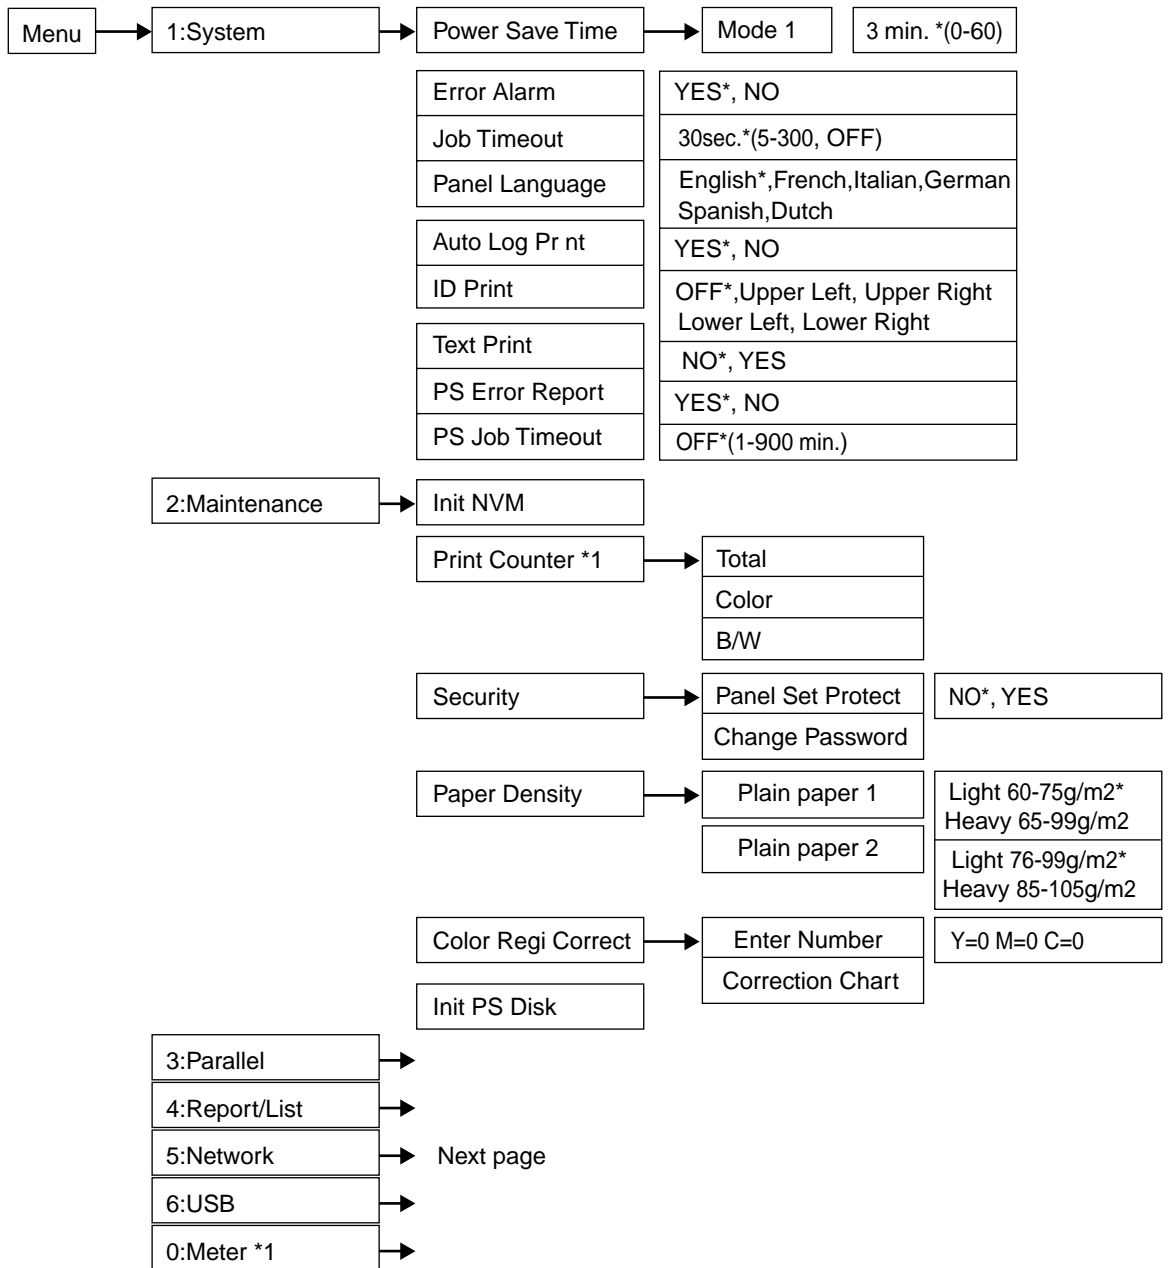 Menu
1:System
Power Save Time
Mode 1
3 min. *(0-60)
Error Alarm
YES*, NO
Job Timeout
30sec.*(5-300, OFF)
Panel Language
English*,French,Italian,German
Spanish,Dutch
Auto Log Pr nt
YES*, NO
ID Print
OFF*,Upper Left, Upper Right
Lower Left, Lower Right
Text Print
NO*, YES
PS Error Report
YES*, NO
PS Job Timeout
OFF*(1-900 min.)
2:Maintenance
Init NVM
Print Counter *1
Total
Color
B/W
Security
Panel Set Protect
NO*, YES
Change Password
Paper Density
Plain paper 1
Light 60-75g/m2*
Heavy 65-99g/m2
Plain paper 2
Light 76-99g/m2*
Heavy 85-105g/m2
Color Regi Correct
Enter Number
Y=0 M=0 C=0
Correction Chart
Init PS Disk
3:Parallel
4:Report/List
5:Network
Next page
6:USB
0:Meter *1